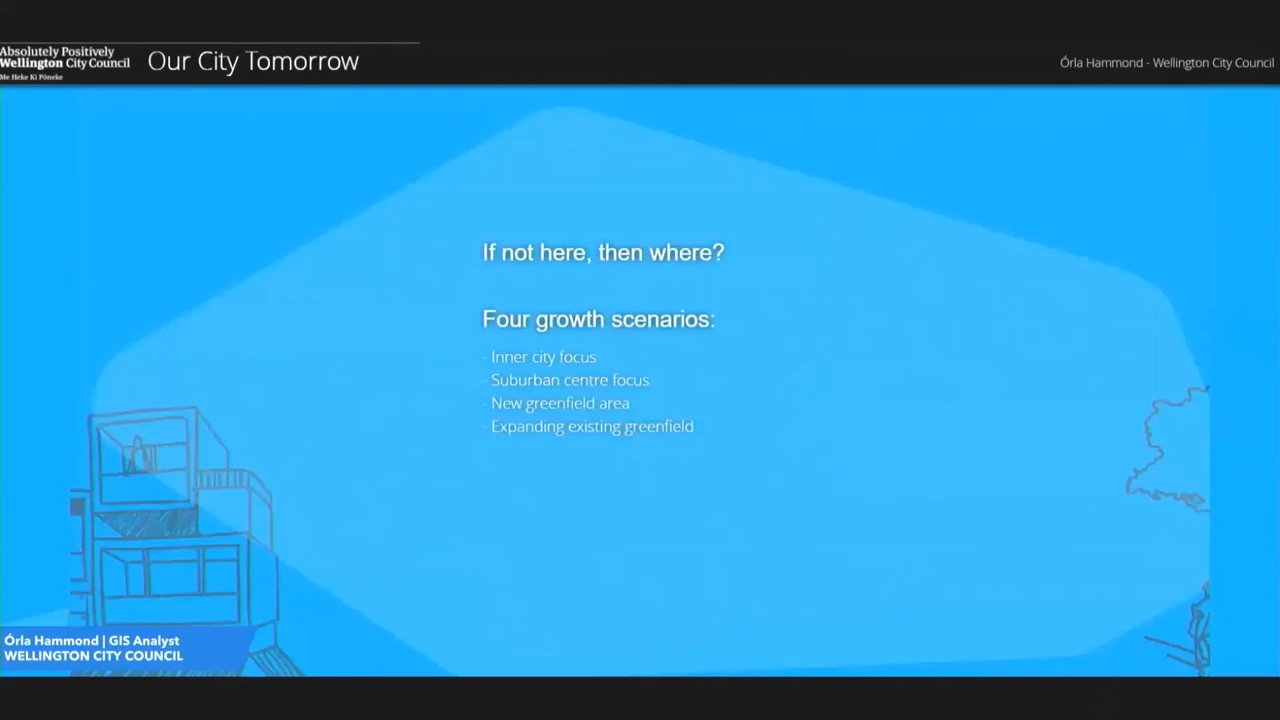 Absolutely Positively
Wellington City Council
Me Heke Ki Pōneke
Our City Tomorrow
Órla Hammond - Wellington City Council
If not here, then where?
Four growth scenarios:
- Inner city focus
- Suburban centre focus
- New greenfield area
- Expanding existing greenfield
Órla Hammond | GIS Analyst
WELLINGTON CITY COUNCIL